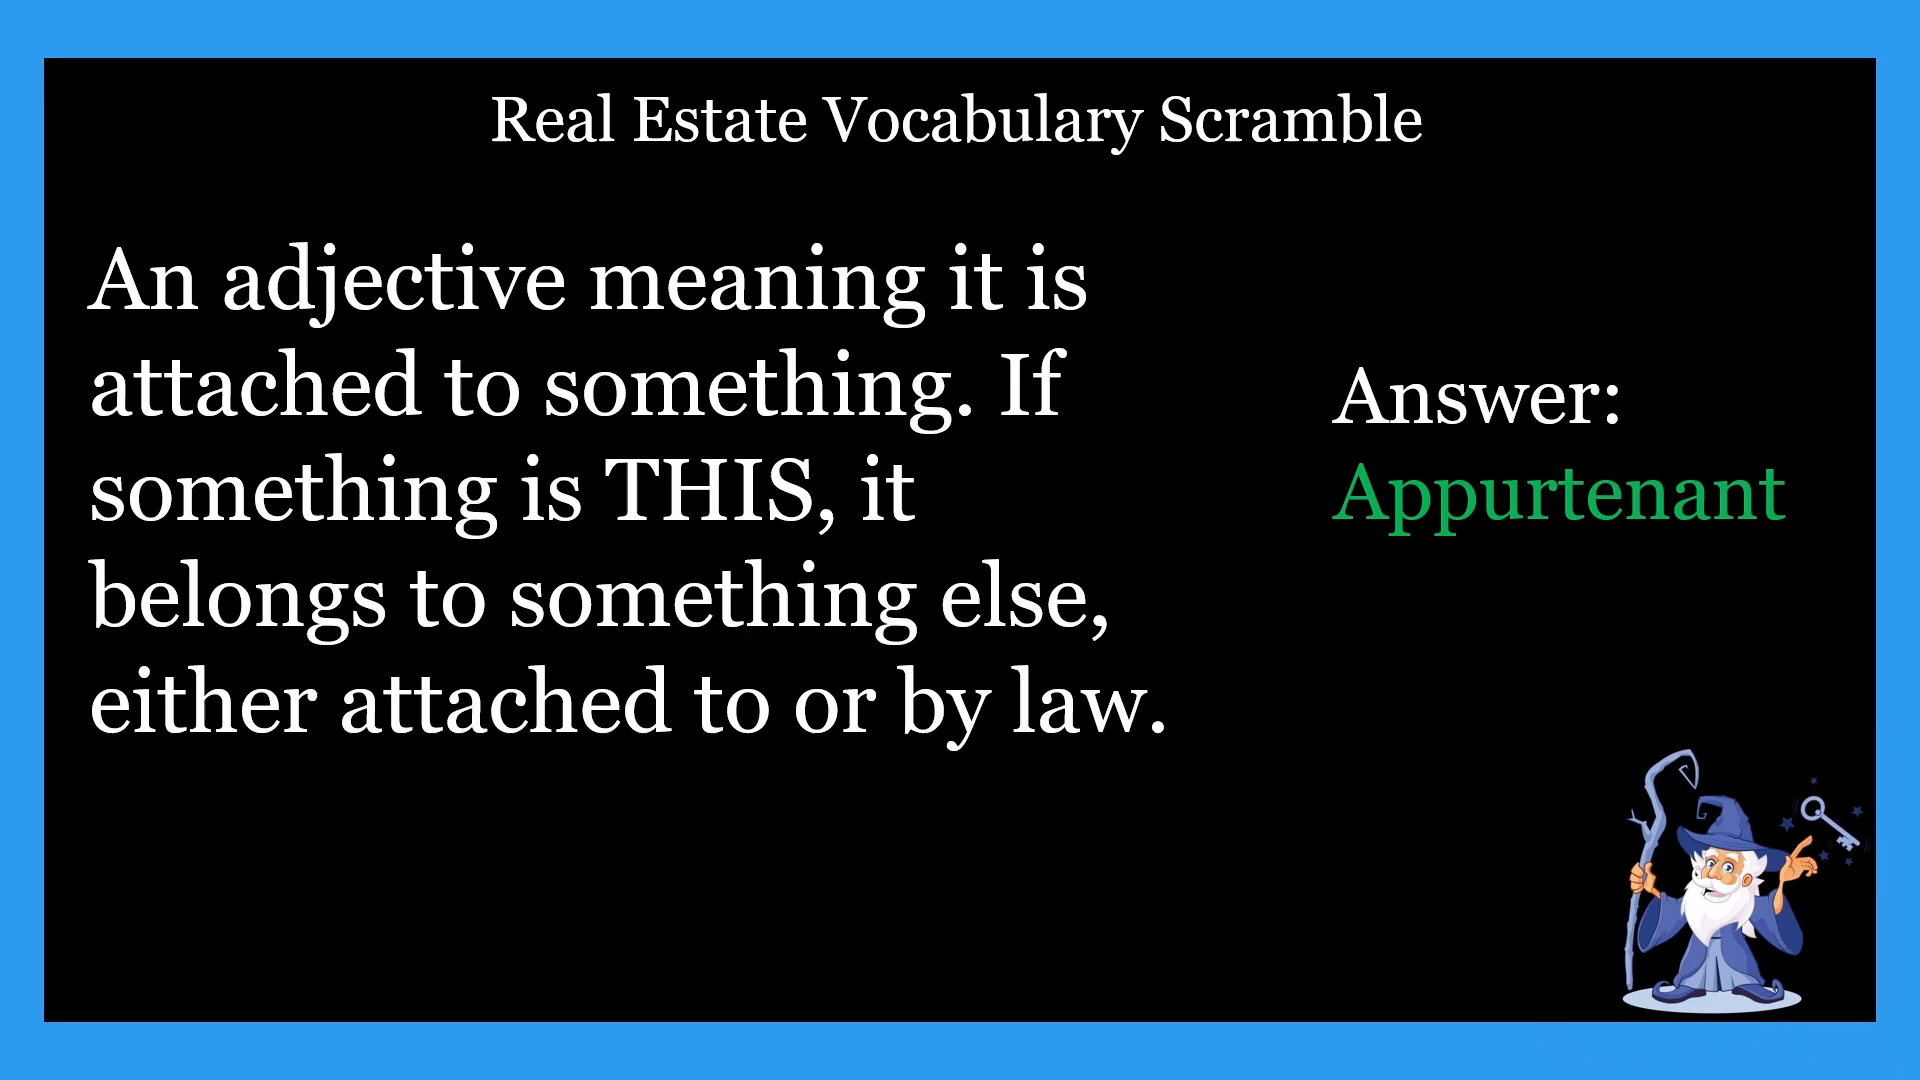 Real Estate Vocabulary Scramble
An adjective meaning it is
attached to something. If
something is THIS, it
belongs to something else,
either attached to or by law.
Answer:
Appurtenant